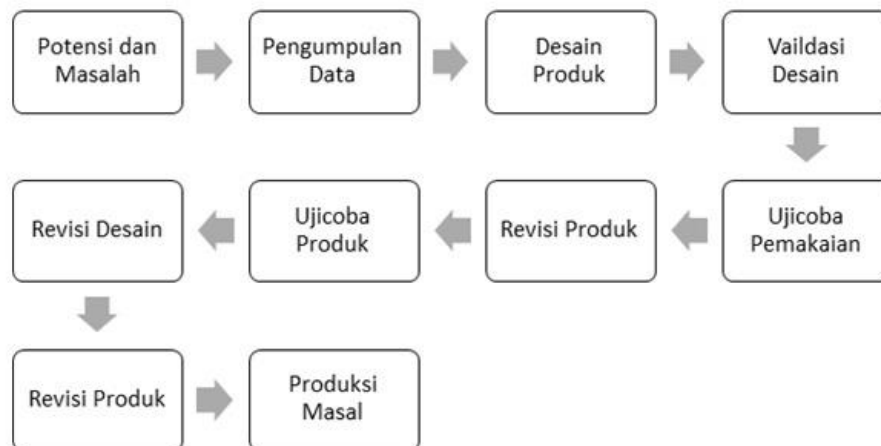 Potensi dan
Masalah
Pengumpulan
Data
Desain
Produk
Vaildasi
Desain
Ujicoba
Pemakaian
Revisi Produk
Ujicoba
Produk
Revisi Desain
Revisi Produk
Produksi
Masal